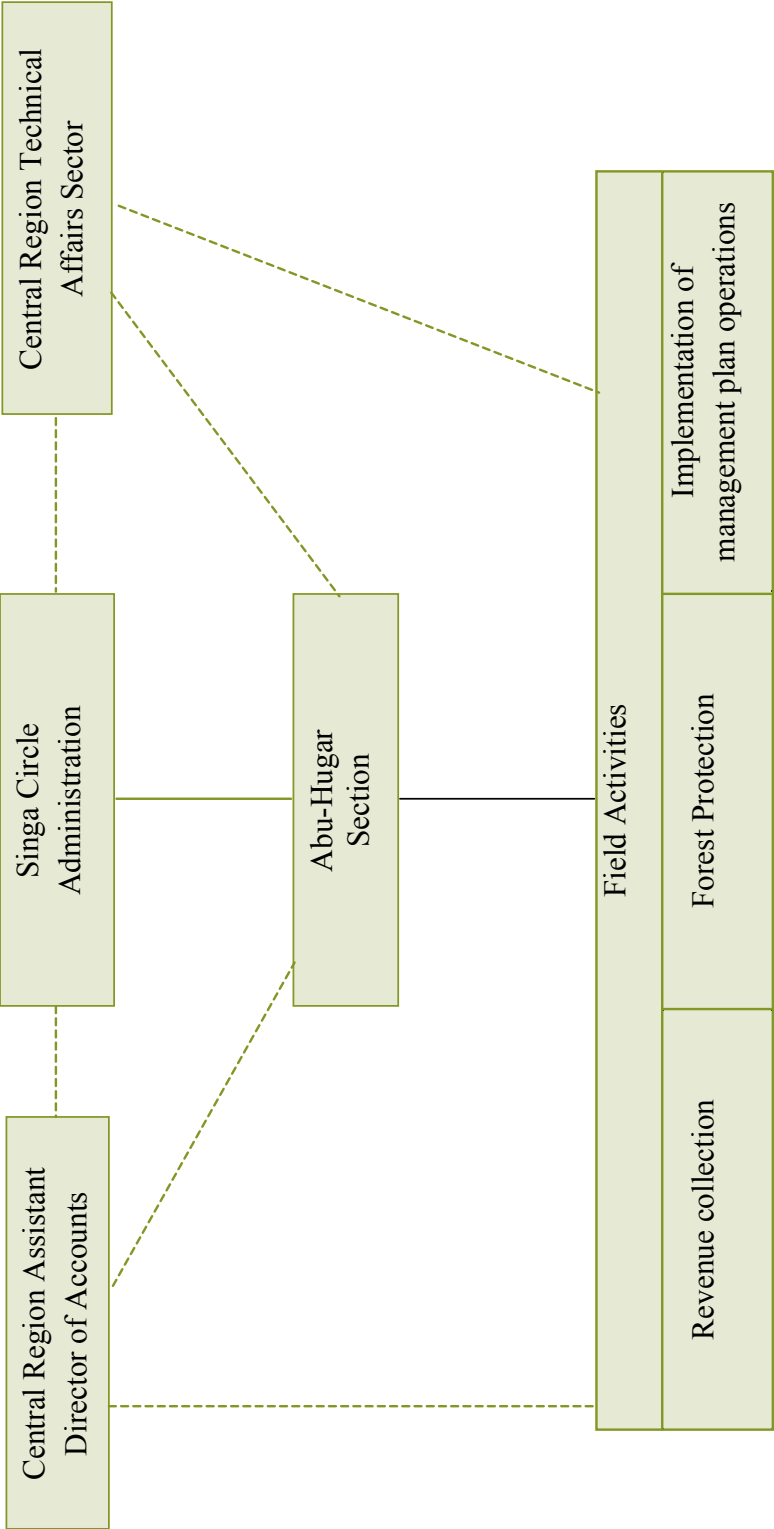 Central Region Assistant
Director of Accounts
Singa Circle
Administration
Central Region Technical
Affairs Sector
Abu-Hugar
Section
Field Activities
Revenue collection
Forest Protection
Implementation of
management plan operations